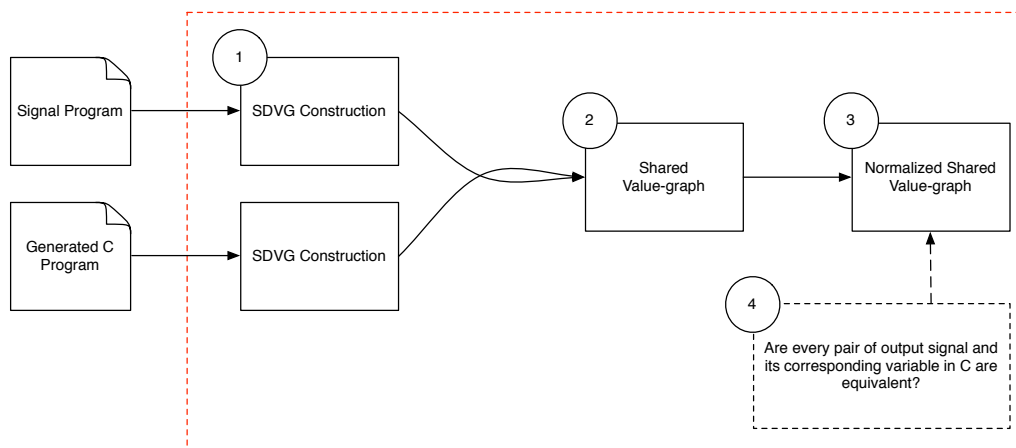 1
Signal Program
SDVG Construction
2
Shared
Value-graph
3
Normalized Shared
Value-graph
Generated C
Program
SDVG Construction
4
Are every pair of output signal and
its corresponding variable in C are
equivalent?